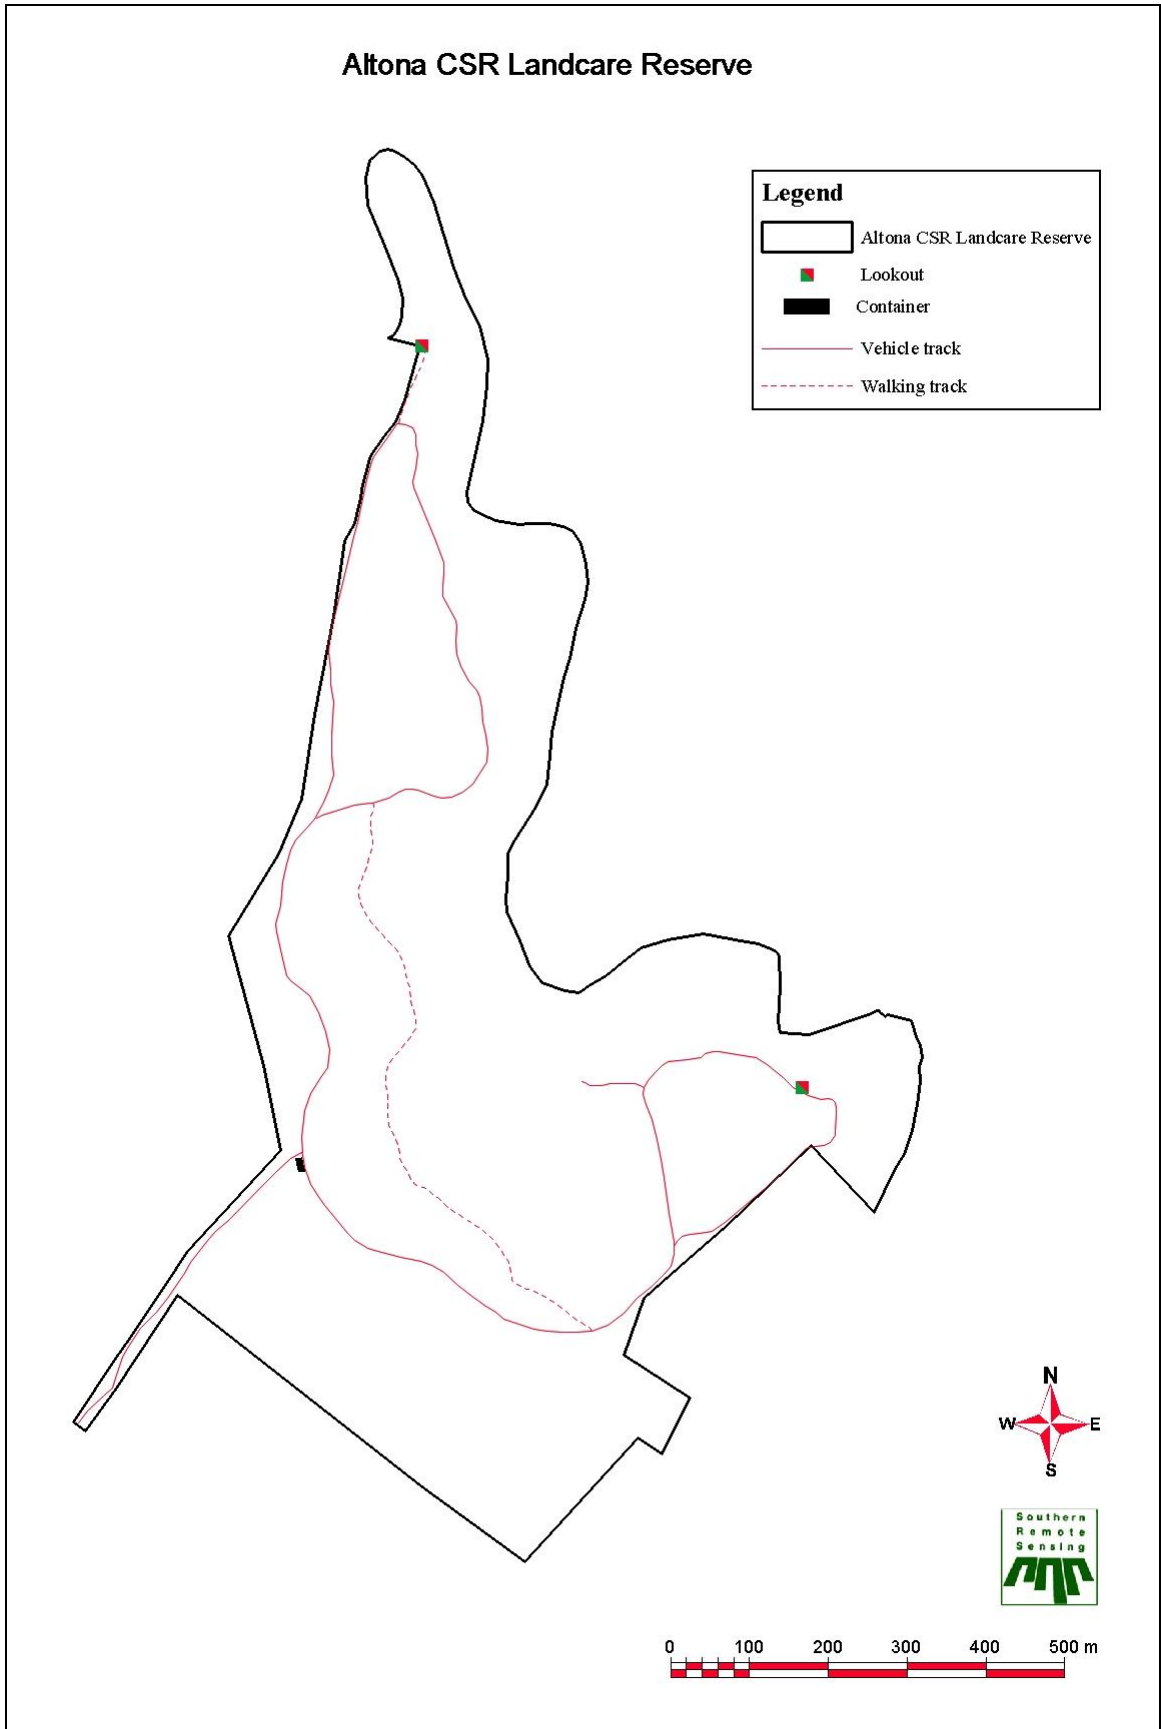 Altona CSR Landcare Reserve
Legend
Altona CSR Landcare Reserve
Lookout
Container
Vehicle track
Walking track
N
W E
S
Southern
Remote
Sensing
0 100 200 300 400 500 m